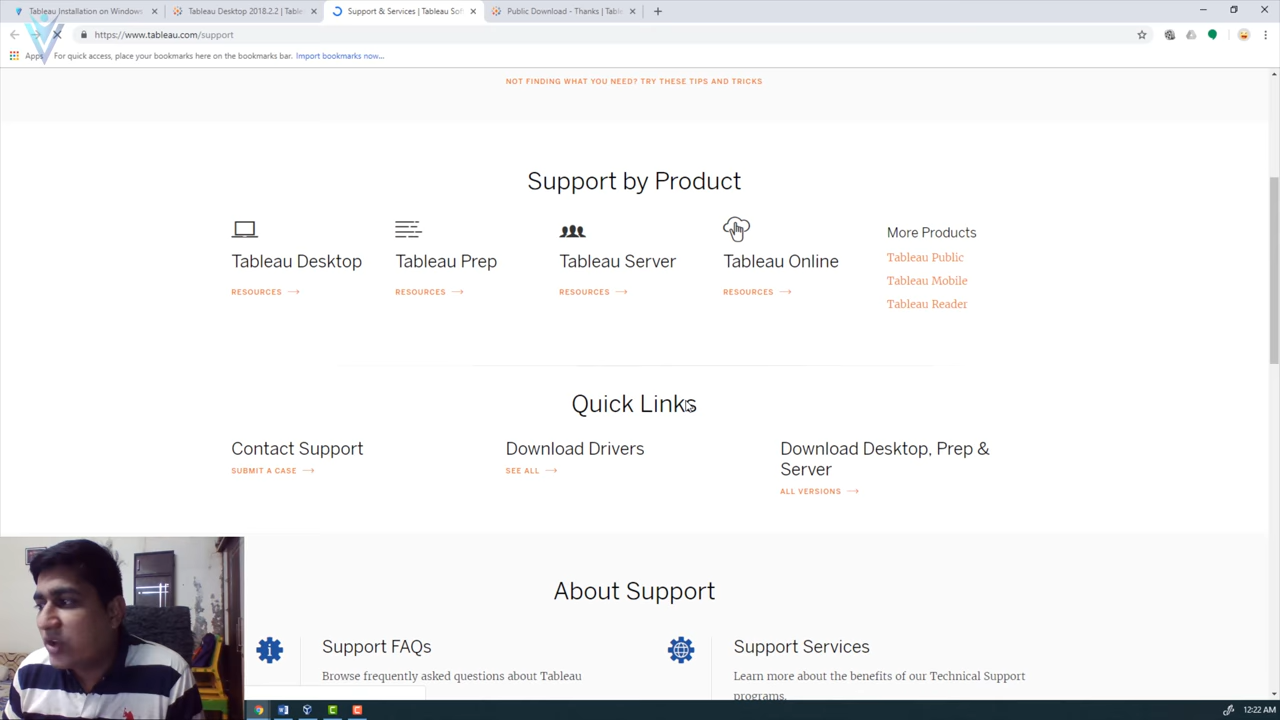 Tableau Installation on Windows
Tableau Desktop 2018.2.2 | Table
Support & Services | Tableau Sof
Public Download - Thanks | Tabl
https://www.tableau.com/support
Apps
For quick access, place your bookmarks here on the bookmarks bar. Import bookmarks now...
NOT FINDING WHAT YOU NEED? TRY THESE TIPS AND TRICKS
Support by Product
Tableau Desktop
RESOURCES
Tableau Prep
RESOURCES
Tableau Server
RESOURCES
Tableau Online
RESOURCES
More Products
Tableau Public
Tableau Mobile
Tableau Reader
Quick Links
Contact Support
SUBMIT A CASE
Download Drivers
SEE ALL
Download Desktop, Prep &
Server
ALL VERSIONS
About Support
Support FAQs
Browse frequently asked questions about Tableau
Support Services
Learn more about the benefits of our Technical Support
programs.
12:22 AM